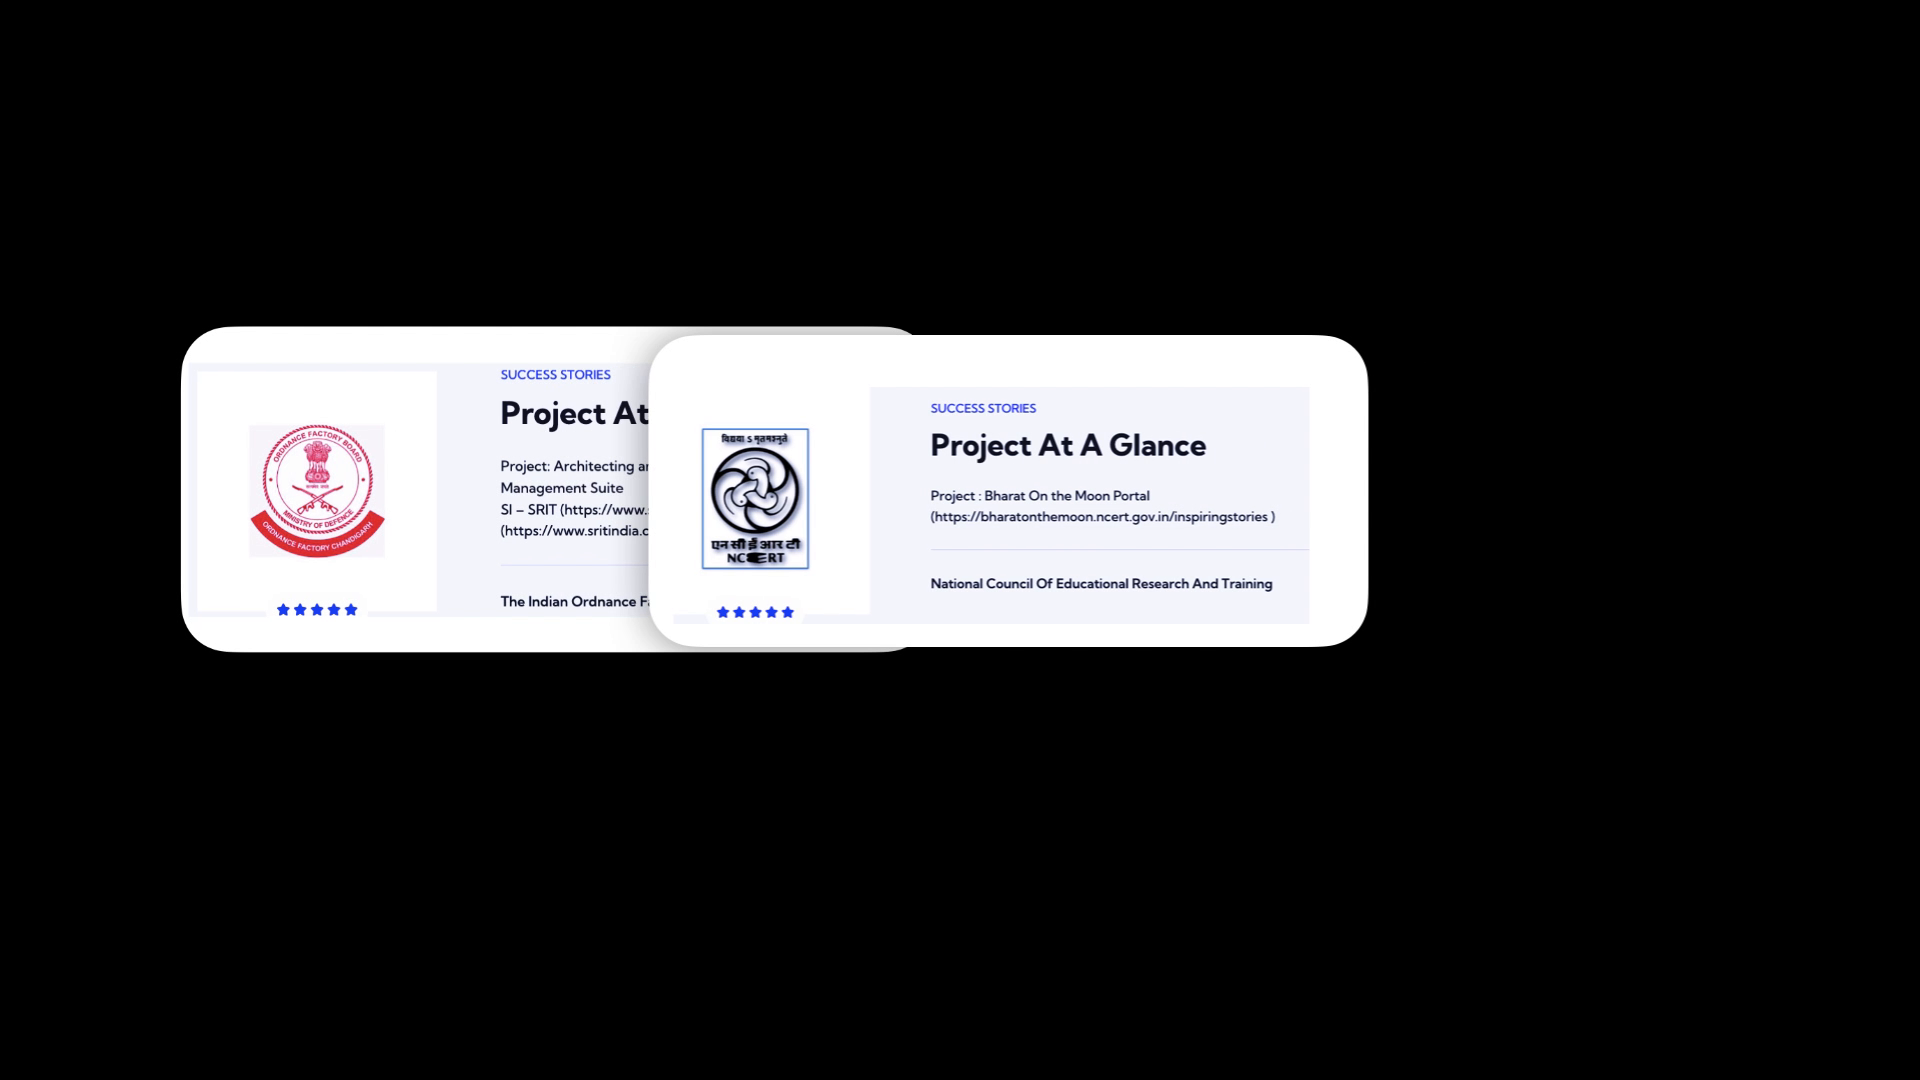 SUCCESS STORIES
Project At
Project: Architecting
Management Suite
SI – SRIT (https://www.
(https://www.sritindia.
The Indian Ordnance
ORDNANCE FACTORY BOARD
MINISTRY OF DEFENCE
ORDNANCE FACTORY CHANDIGARH
SUCCESS STORIES
Project At A Glance
Project : Bharat On the Moon Portal
(https://bharatonthemoon.ncert.gov.in/inspiringstories )
National Council Of Educational Research And Training
एन सी ई आर टी
NCERT